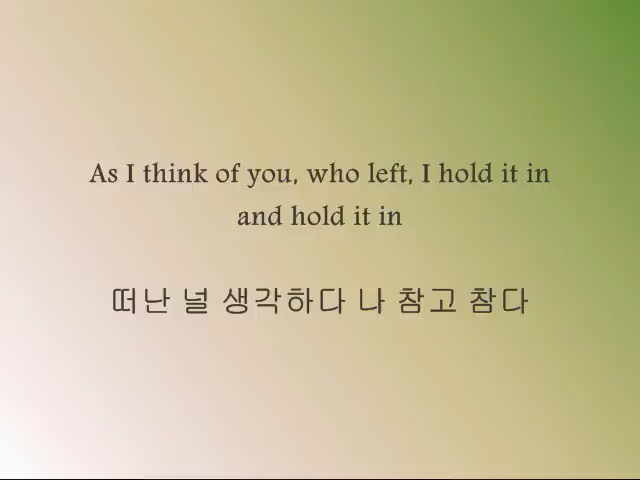 As I think of you, who left, I hold it in
and hold it in
떠난 널 생각하다 나 참고 참다